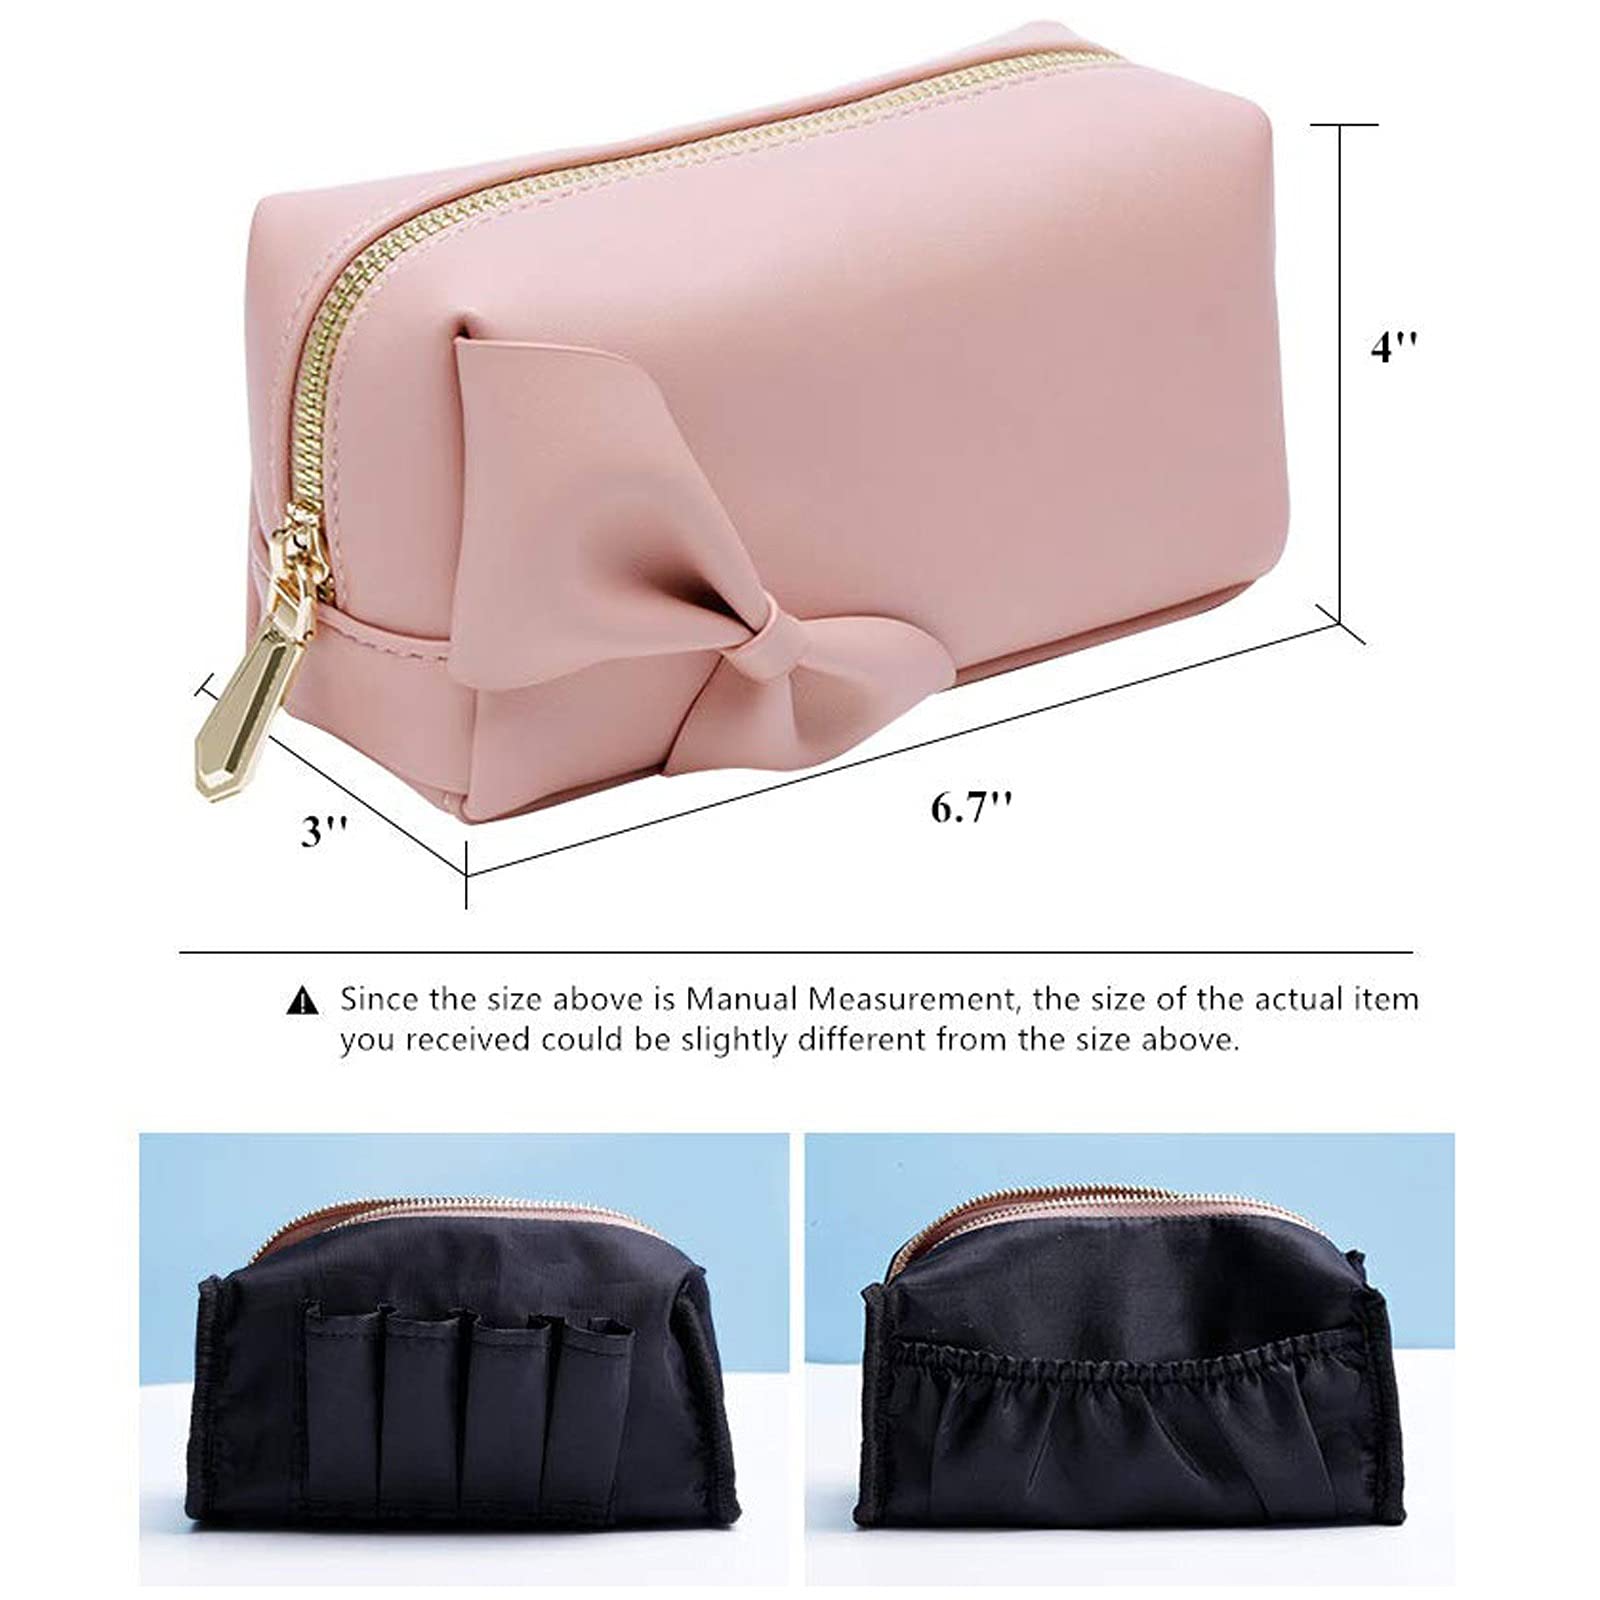 4''
6.7''
3''
Since the size above is Manual Measurement, the size of the actual item
you received could be slightly different from the size above.